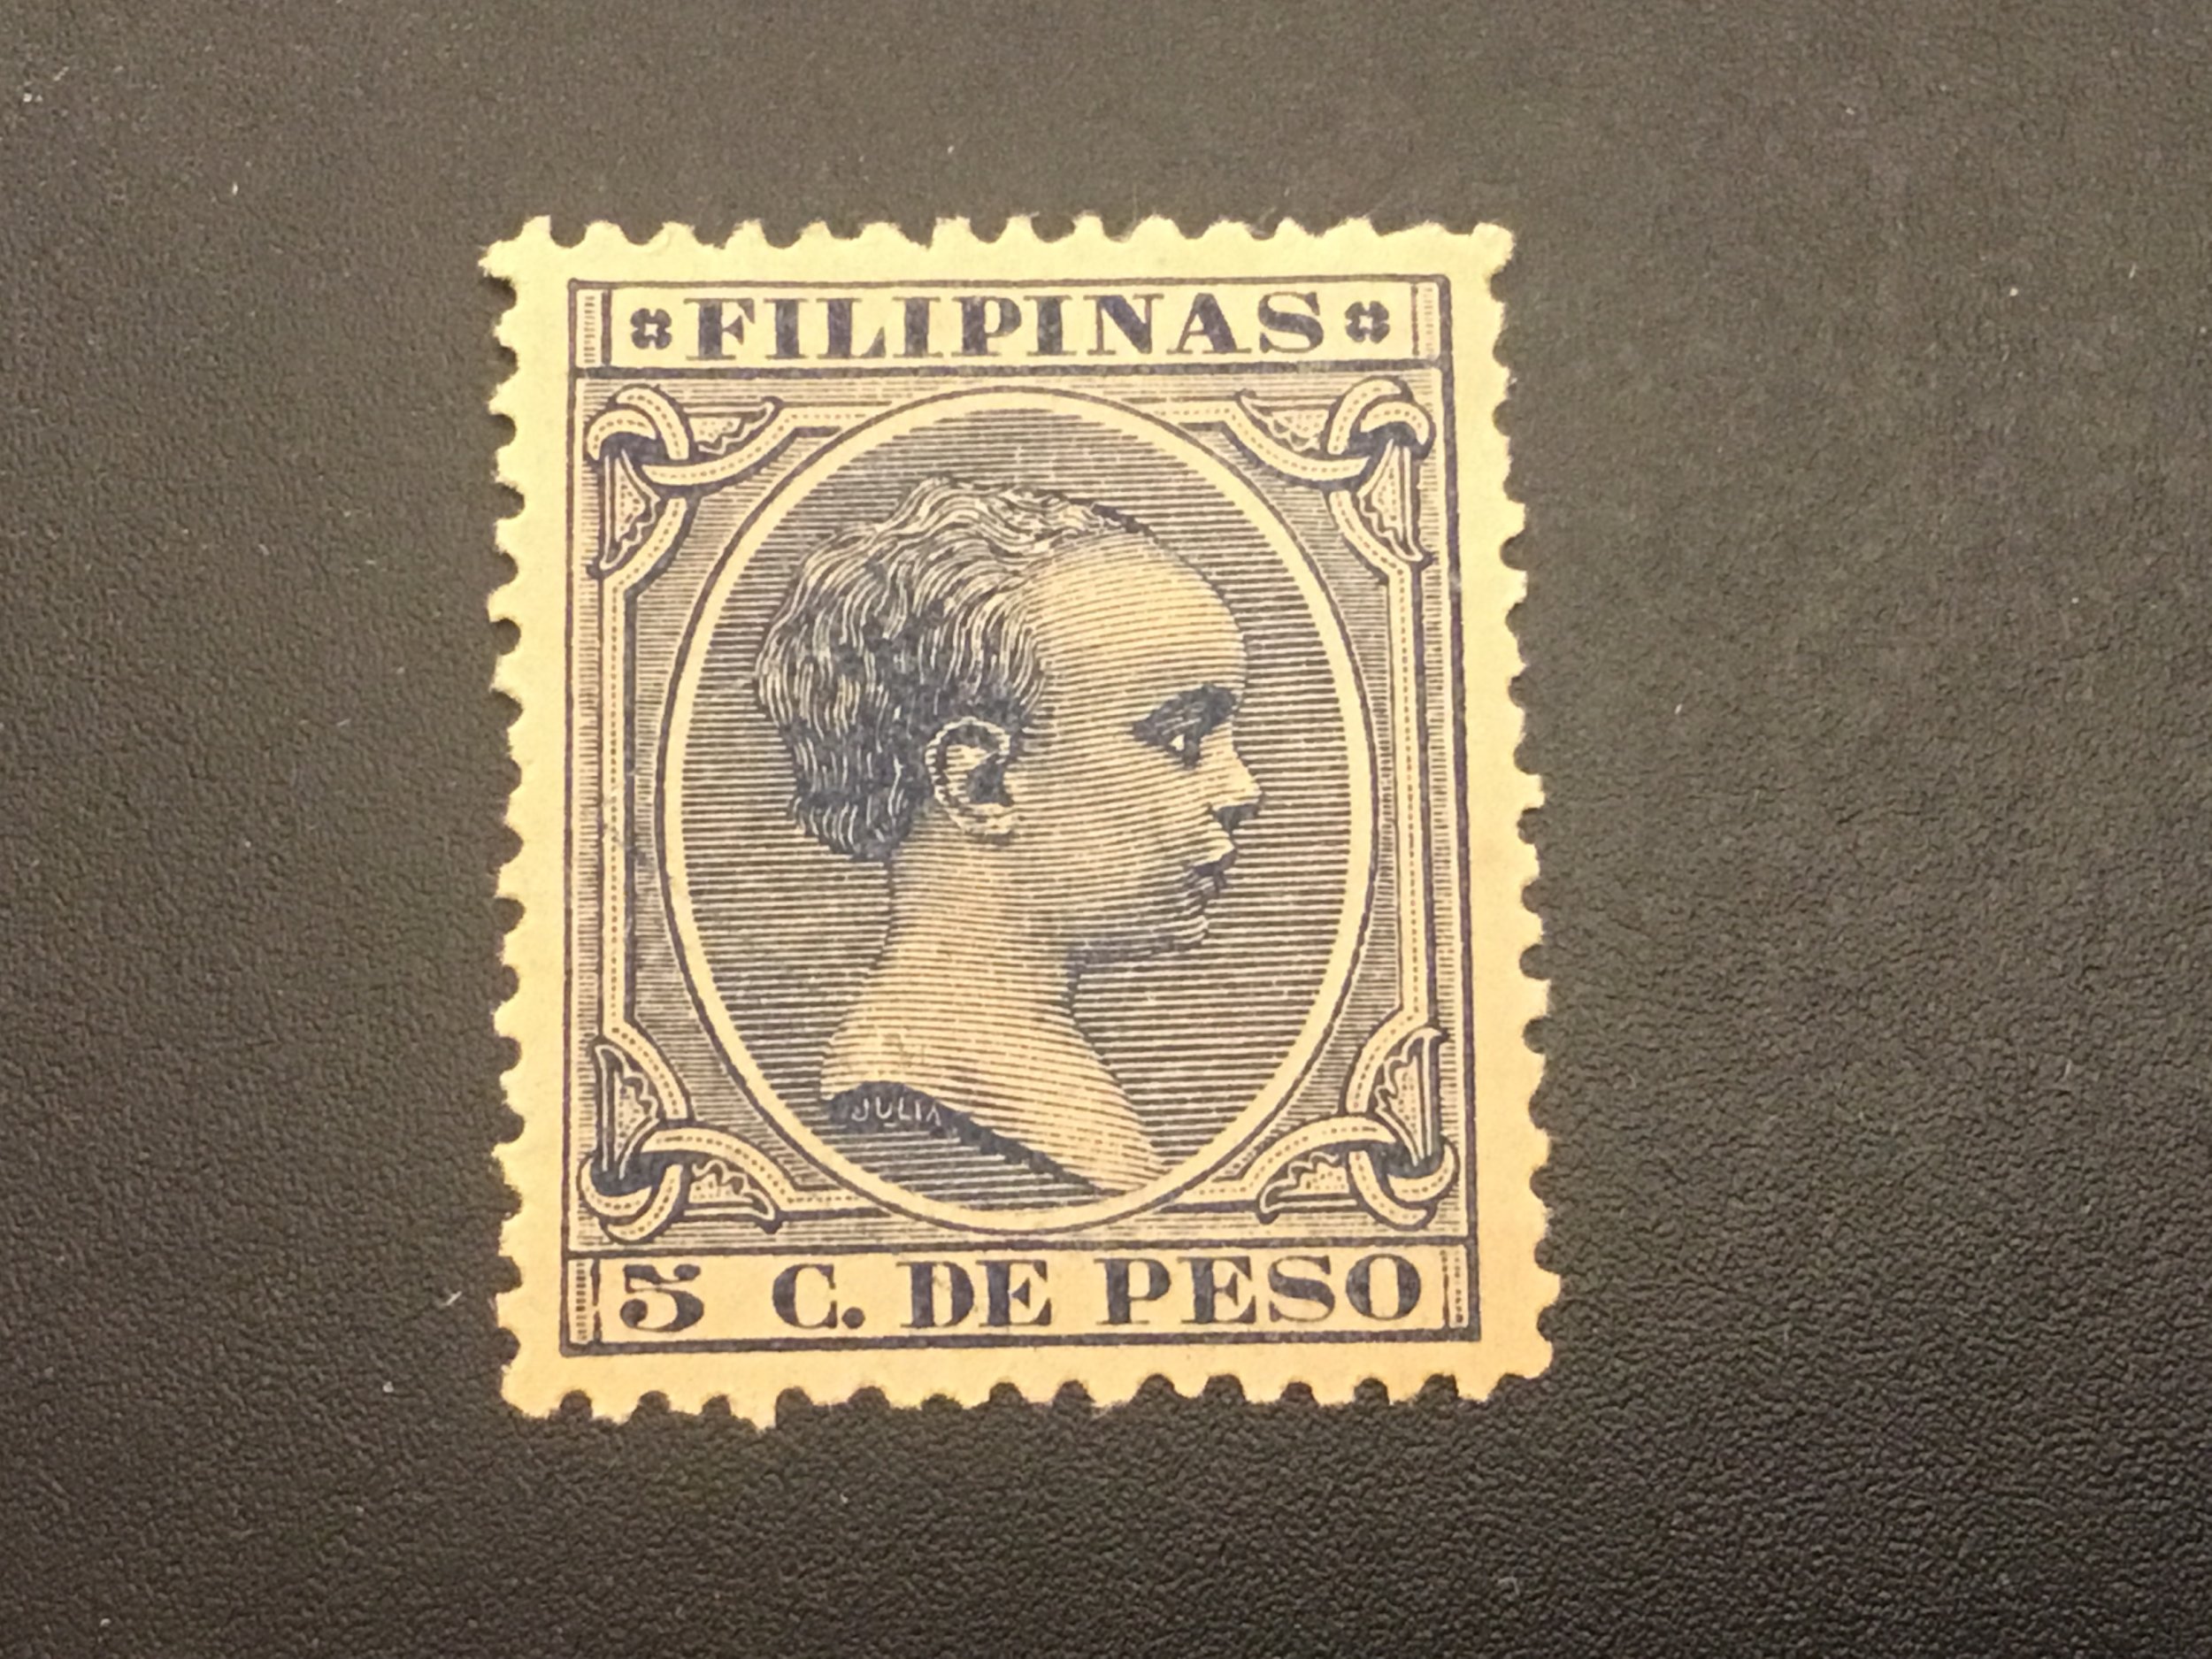 FILIPINAS
JULIA
5 C. DE PESO